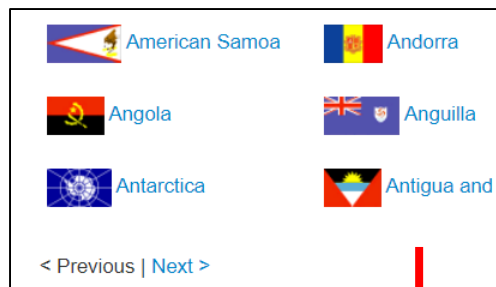 American Samoa Andorra
Angola Anguilla
Antarctica Antigua and
< Previous | Next >